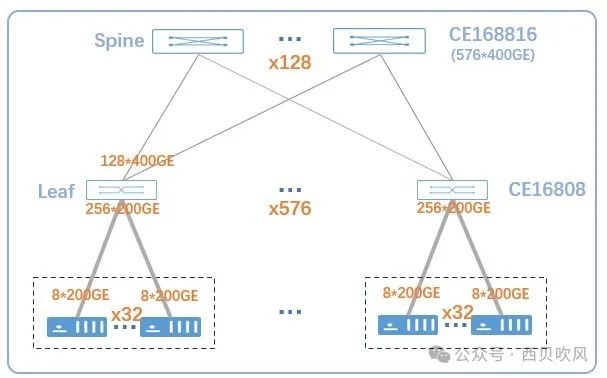 Spine
CE168816
x128
(576*400GE)
128*400GE
Leaf
CE16808
256*200GE
x576
256*200GE
8*200GE
8*200GE
8*200GE
8*200GE
x32
x32
公众号·西贝吹风